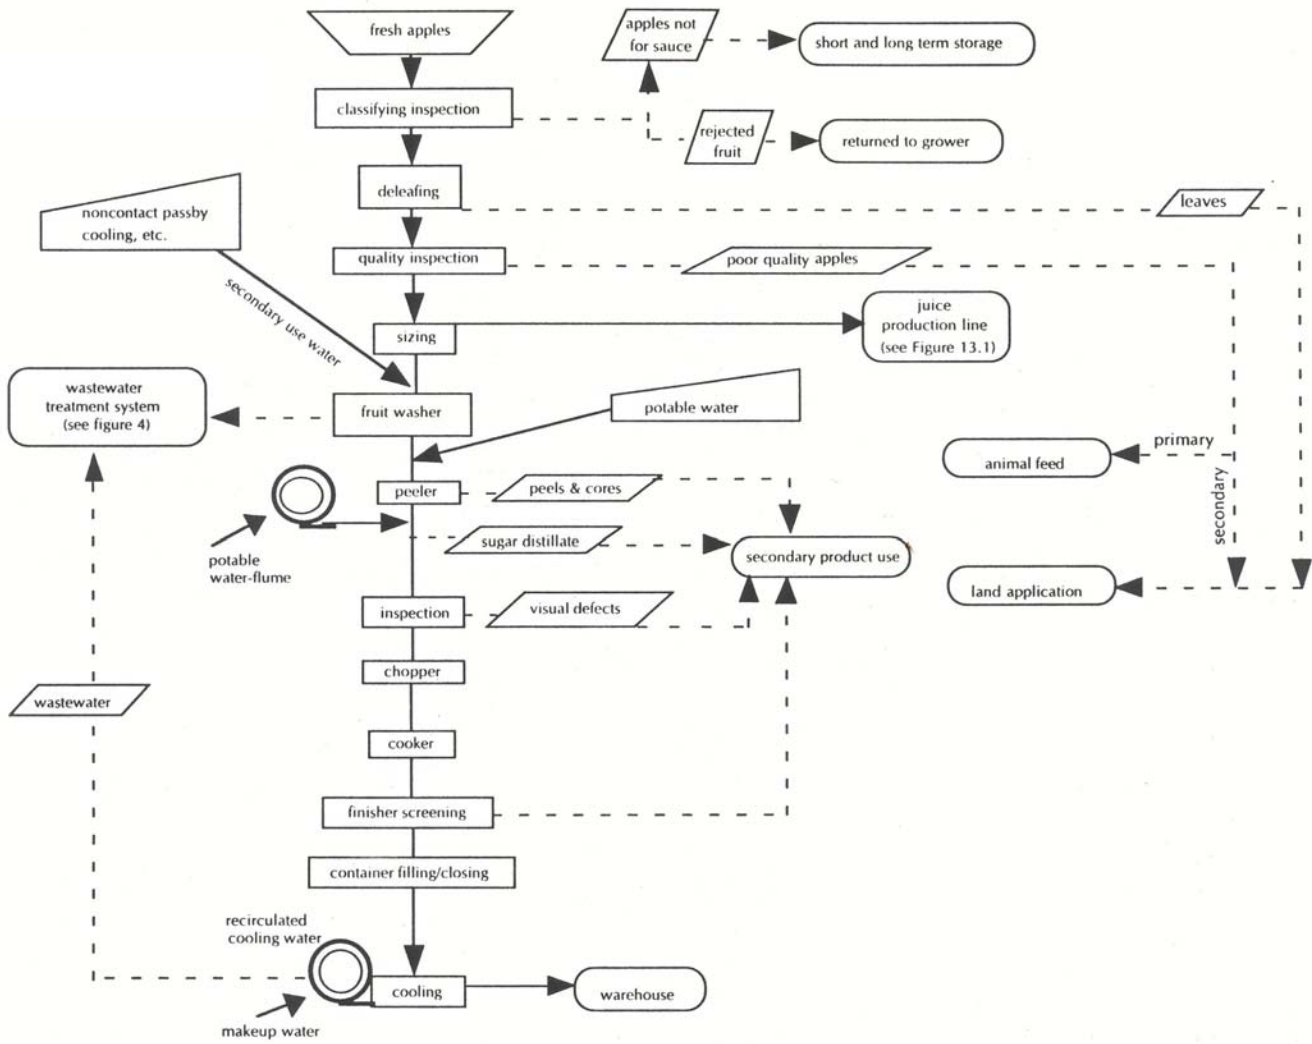 fresh apples
apples not
for sauce
short and long term storage
classifying inspection
rejected
fruit
returned to grower
deleafing
leaves
noncontact passby
cooling, etc.
quality inspection
poor quality apples
secondary use water
sizing
juice
production line
(see Figure 13.1)
wastewater
treatment system
(see figure 4)
fruit washer
potable water
primary
animal feed
secondary
peeler
peels & cores
sugar distillate
secondary product use
potable
water-flume
land application
inspection
visual defects
chopper
wastewater
cooker
finisher screening
container filling/closing
recirculated
cooling water
cooling
warehouse
makeup water